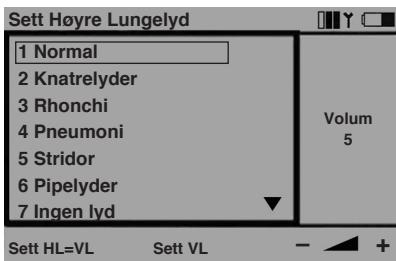 Sett Høyre Lungelyd
1 Normal
2 Knatrelyder
3 Rhonchi
4 Pneumoni
5 Stridor
6 Pipelyder
7 Ingen lyd
Volum
5
Sett HL=VL Sett VL − +